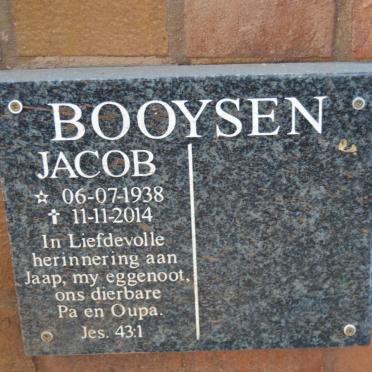 BOOYSEN
JACOB
☆ 06-07-1938
✝ 11-11-2014
In Liefdevolle
herinnering aan
Jaap, my eggenoot,
ons dierbare
Pa en Oupa.
Jes. 43:1